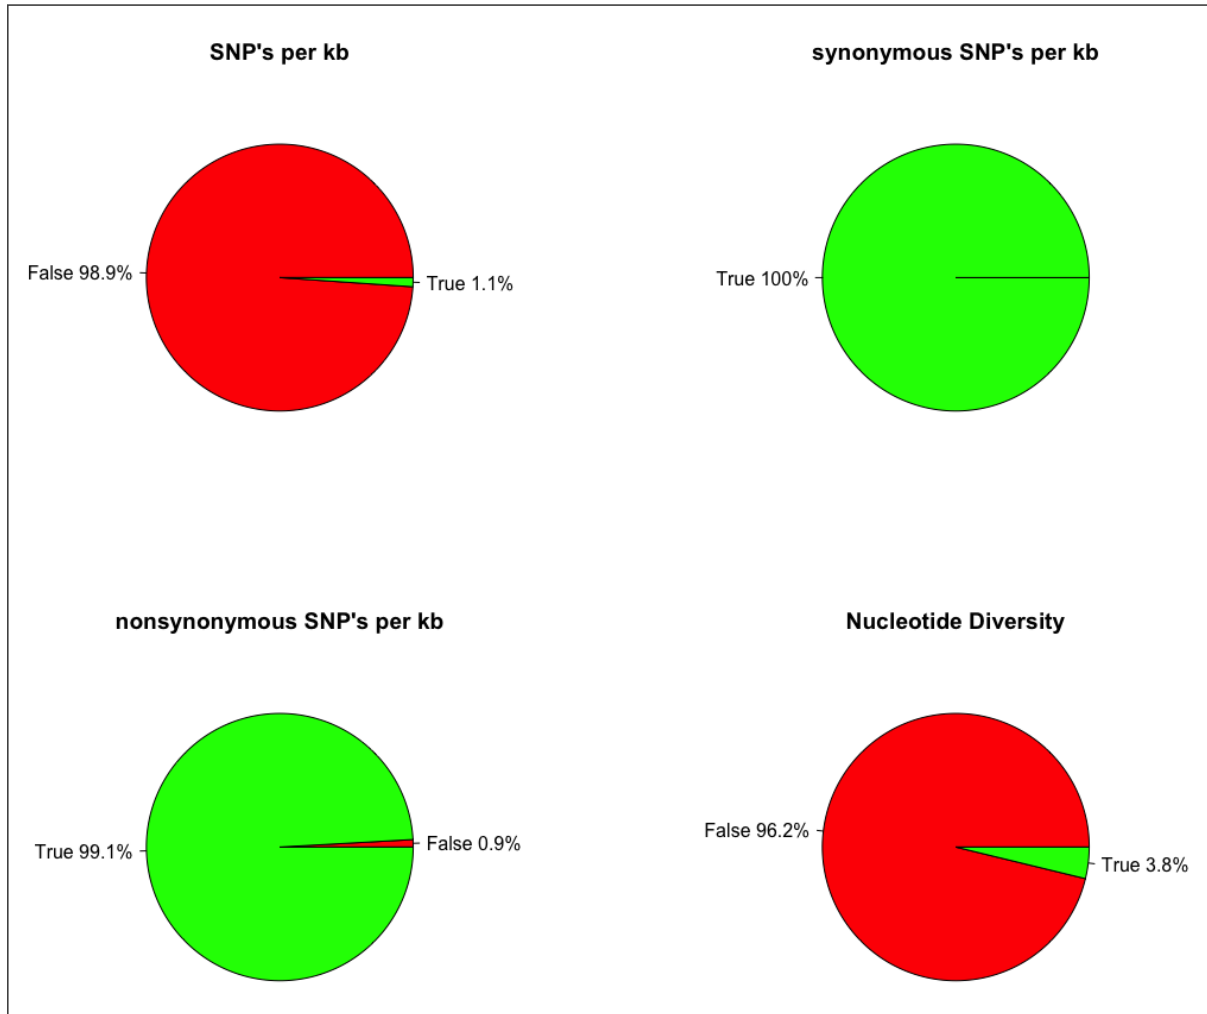 SNP's per kb
synonymous SNP's per kb
False 98.9%
True 1.1%
True 100%
nonsynonymous SNP's per kb
Nucleotide Diversity
True 99.1%
False 0.9%
False 96.2%
True 3.8%